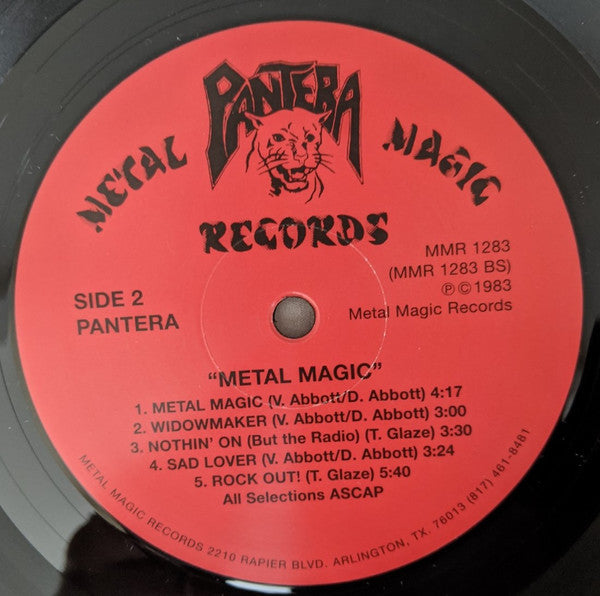 PANTERA
METAL MAGIC
RECORDS
MMR 1283
(MMR 1283 BS)
℗ © 1983
Metal Magic Records
SIDE 2
PANTERA
“METAL MAGIC”
1. METAL MAGIC (V. Abbott/D. Abbott) 4:17
2. WIDOWMAKER (V. Abbott/D. Abbott) 3:00
3. NOTHIN’ ON (But the Radio) (T. Glaze) 3:30
4. SAD LOVER (V. Abbott/D. Abbott) 3:24
5. ROCK OUT! (T. Glaze) 5:40
All Selections ASCAP
METAL MAGIC RECORDS 2210 RAPIER BLVD. ARLINGTON, TX. 76013 (817) 461-8481